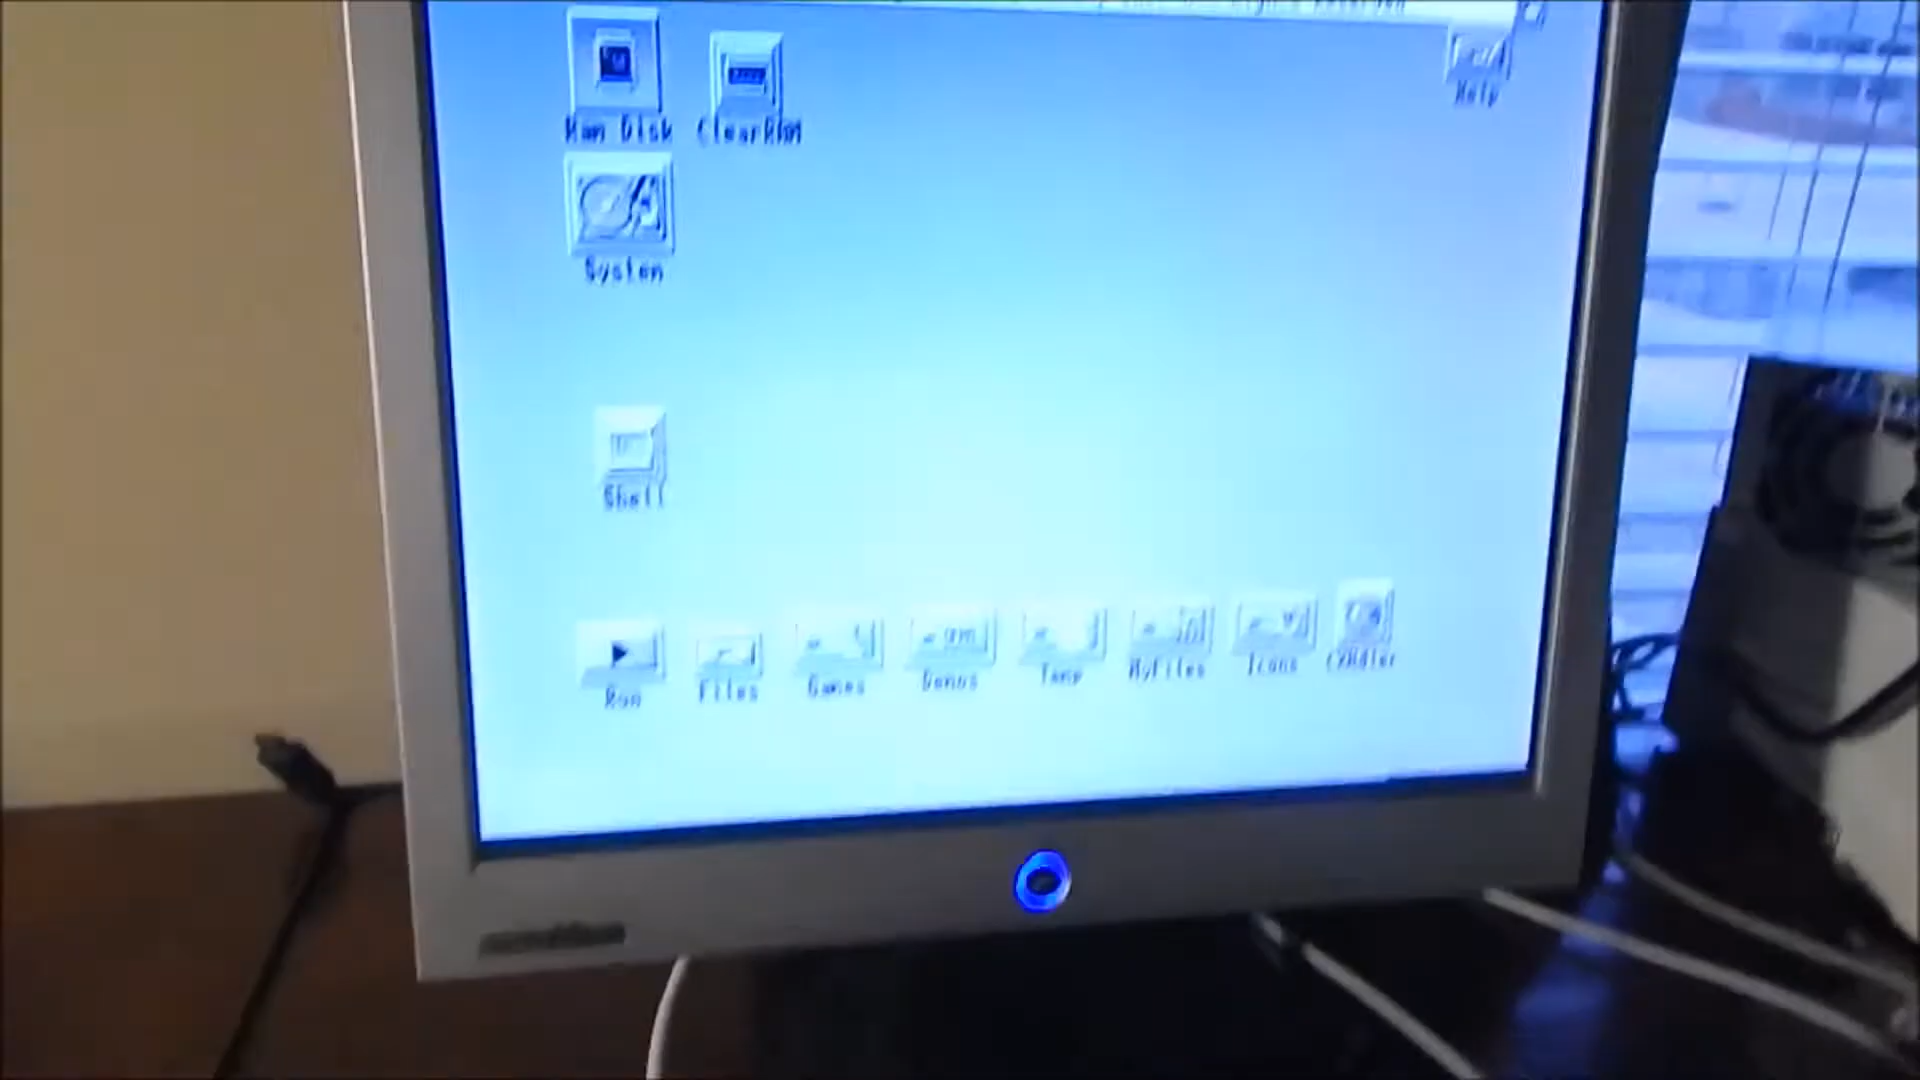 Help
Ram Disk
ClearRAM
System
Shell
Run
Files
Games
Demos
Temp
MyFiles
Icons